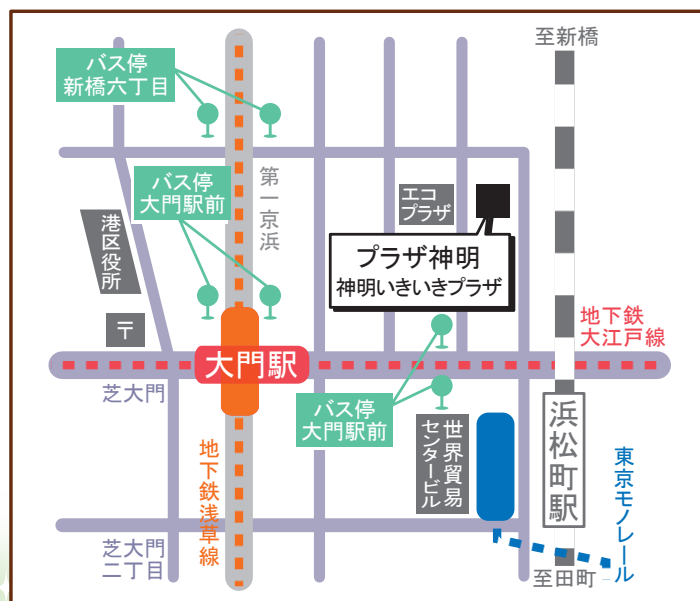 至新橋
バス停
新橋六丁目
第一京浜
バス停
大門駅前
エコ
プラザ
港区役所
プラザ神明
神明いきいきプラザ
〒
地下鉄
大江戸線
大門駅
芝大門
バス停
大門駅前
浜松町駅
世界貿易
センタービル
地下鉄浅草線
東京モノレール
芝大門
二丁目
至田町